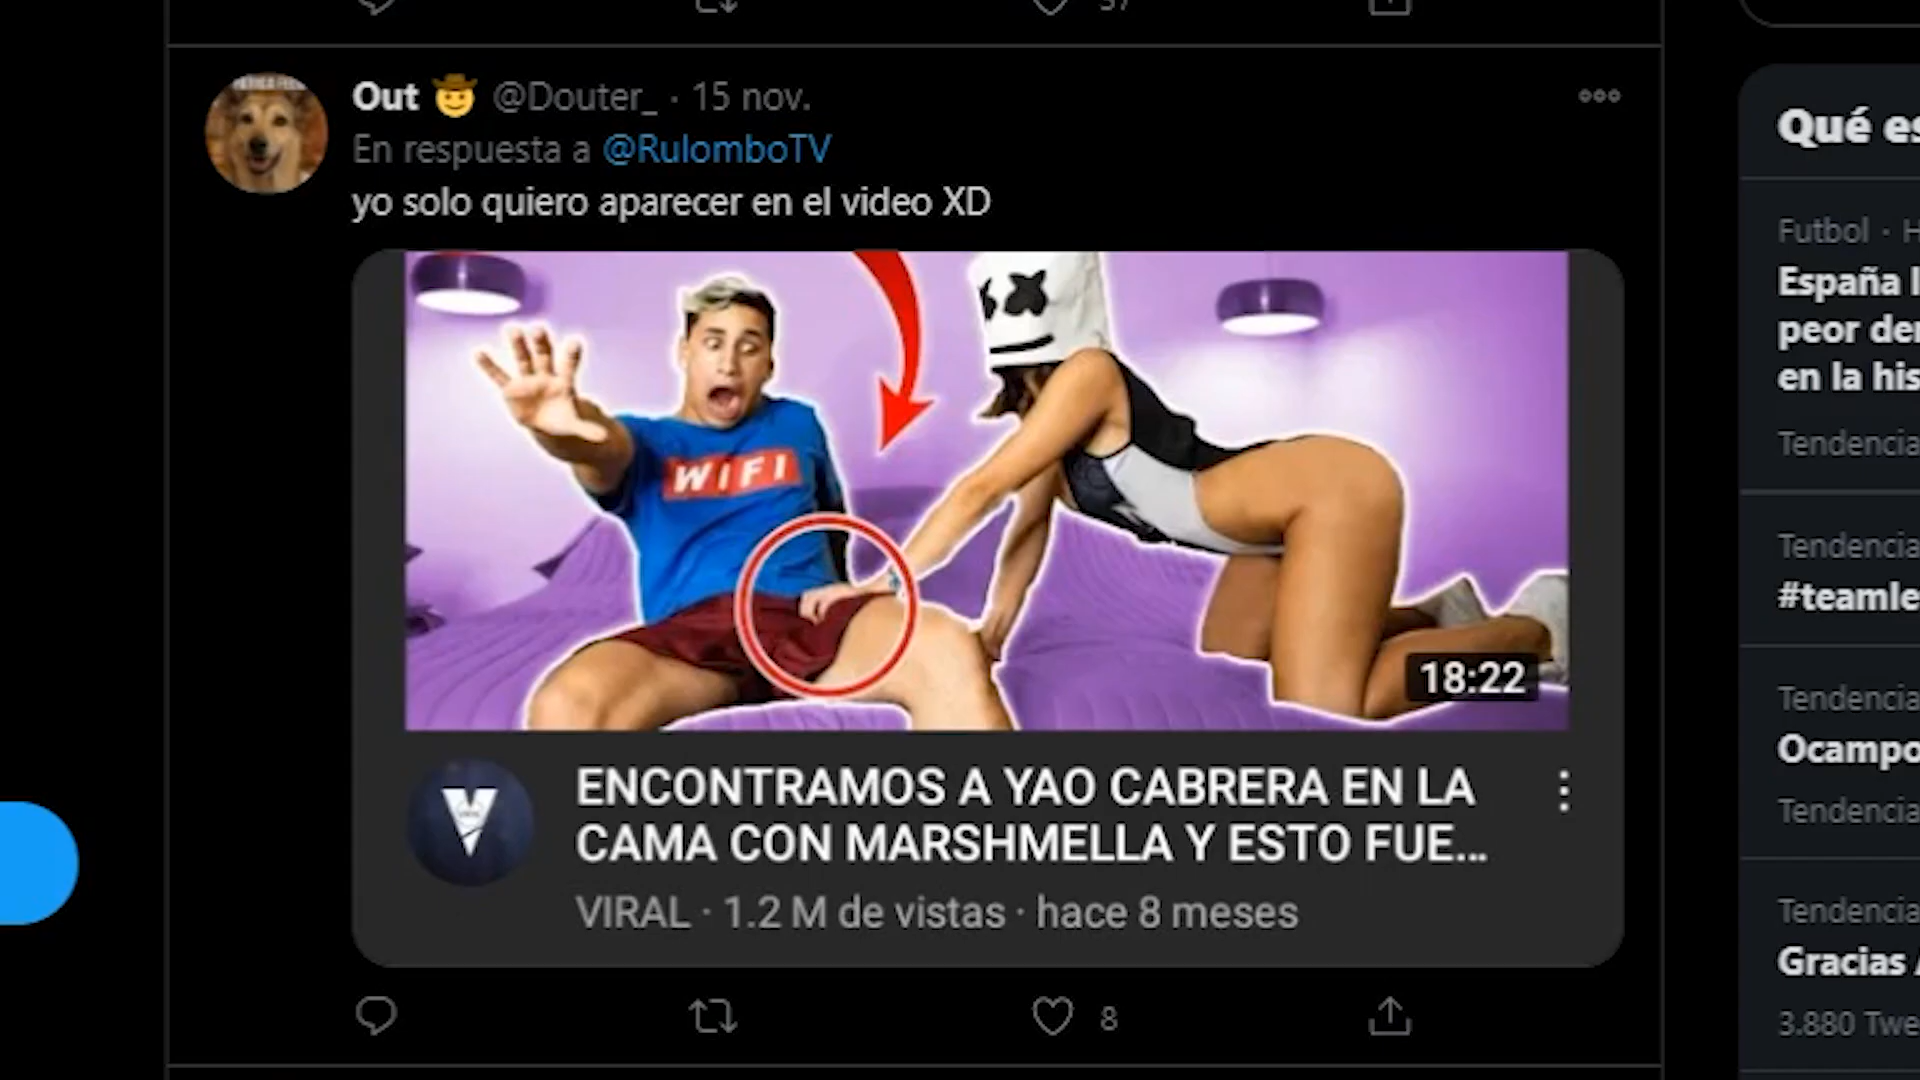 37
Out @Douter_ · 15 nov.
En respuesta a @RulomboTV
yo solo quiero aparecer en el video XD
WIFI
18:22
ENCONTRAMOS A YAO CABRERA EN LA
CAMA CON MARSHMELLA Y ESTO FUE...
VIRAL · 1.2 M de vistas · hace 8 meses
8
Qué es
Futbol · H
España l
peor der
en la his
Tendencia
Tendencia
#teamle
Tendencia
Ocampo
Tendencia
Tendencia
Gracias A
3.880 Twe